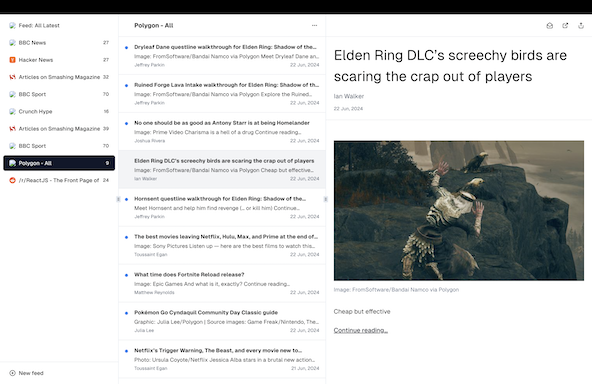 Feed: All Latest
BBC News 27
Hacker News 27
Articles on Smashing Magazine 32
BBC Sport 70
Crunch Hype 16
Articles on Smashing Magazine 39
BBC Sport 70
Polygon - All 9
/r/ReactJS - The Front Page of 24
New feed
Polygon - All
Dryleaf Dane questline walkthrough for Elden Ring: Shadow of the...
Image: FromSoftware/Bandai Namco via Polygon Meet Dryleaf Dane an...
Jeffrey Parkin 22 Jun, 2024
Ruined Forge Lava Intake walkthrough for Elden Ring: Shadow of th...
Image: FromSoftware/Bandai Namco via Polygon Explore the Ruined...
Jeffrey Parkin 22 Jun, 2024
No one should be as good as Antony Starr is at being Homelander
Image: Prime Video Charisma is a hell of a drug Continue reading...
Joshua Rivera 22 Jun, 2024
Elden Ring DLC's screechy birds are scaring the crap out of players
Image: FromSoftware/Bandai Namco via Polygon Cheap but effective...
Ian Walker 22 Jun, 2024
Hornsent questline walkthrough for Elden Ring: Shadow of the...
Meet Hornsent and help him find revenge (... or kill him) Continue...
Jeffrey Parkin 22 Jun, 2024
The best movies leaving Netflix, Hulu, Max, and Prime at the end of...
Image: Sony Pictures Listen up — here are the best films to watch this...
Toussaint Egan 22 Jun, 2024
What time does Fortnite Reload release?
Image: Epic Games And what is it, exactly? Continue reading...
Matthew Reynolds 22 Jun, 2024
Pokémon Go Cyndaquil Community Day Classic guide
Graphic: Julia Lee/Polygon | Source images: Game Freak/Nintendo, The...
Julia Lee 22 Jun, 2024
Netflix's Trigger Warning, The Beast, and every movie new to...
Photo: Ursula Coyote/Netflix Jessica Alba stars in a brutal new action...
Toussaint Egan 21 Jun, 2024
Elden Ring DLC's screechy birds are
scaring the crap out of players
Ian Walker
22 Jun, 2024
Image: FromSoftware/Bandai Namco via Polygon
Cheap but effective
Continue reading...